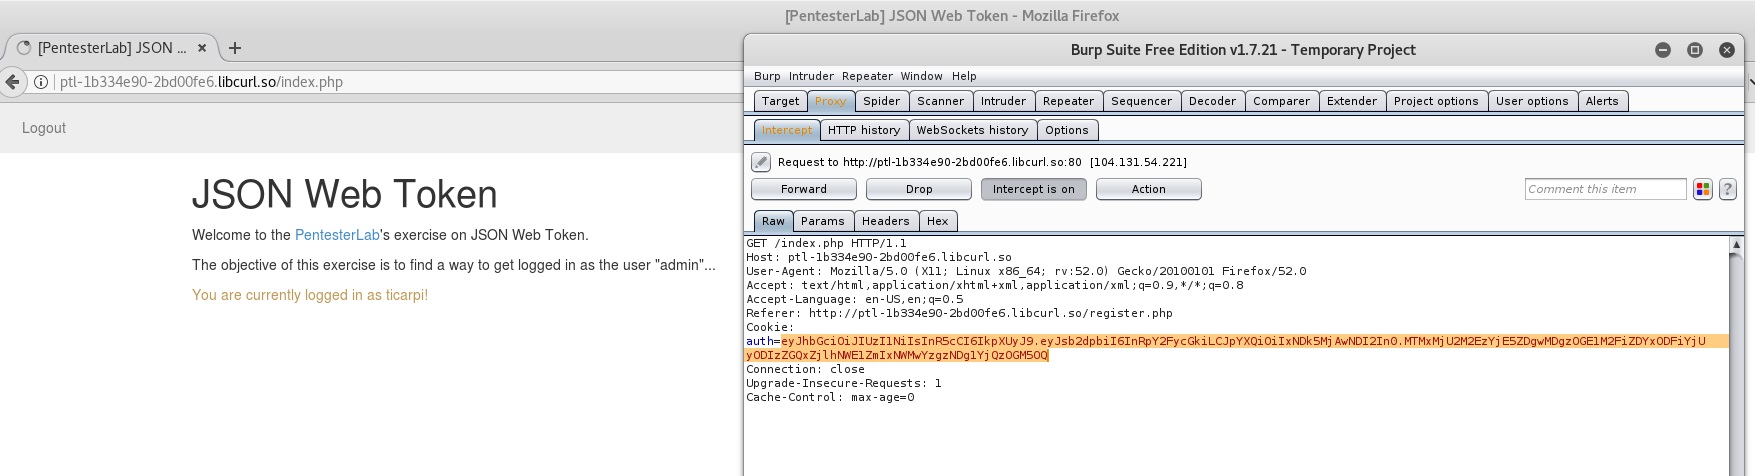 [PentesterLab] JSON Web Token - Mozilla Firefox
[PentesterLab] JSON ...
ptl-1b334e90-2bd00fe6.libcurl.so/index.php
Logout
JSON Web Token
Welcome to the PentesterLab's exercise on JSON Web Token.
The objective of this exercise is to find a way to get logged in as the user "admin"...
You are currently logged in as ticarpi!
Burp Suite Free Edition v1.7.21 - Temporary Project
Burp Intruder Repeater Window Help
Target Proxy Spider Scanner Intruder Repeater Sequencer Decoder Comparer Extender Project options User options Alerts
Intercept HTTP history WebSockets history Options
Request to http://ptl-1b334e90-2bd00fe6.libcurl.so:80 [104.131.54.221]
Forward Drop Intercept is on Action Comment this item ?
Raw Params Headers Hex
GET /index.php HTTP/1.1
Host: ptl-1b334e90-2bd00fe6.libcurl.so
User-Agent: Mozilla/5.0 (X11; Linux x86_64; rv:52.0) Gecko/20100101 Firefox/52.0
Accept: text/html,application/xhtml+xml,application/xml;q=0.9,*/*;q=0.8
Accept-Language: en-US,en;q=0.5
Referer: http://ptl-1b334e90-2bd00fe6.libcurl.so/register.php
Cookie:
auth=eyJhbGciOiJIUzI1NiIsInR5cCI6IkpXUyJ9.eyJsb2dpbiI6InRpY2FycGkiLCJpYXQiOiIxNDk5MjAwNDI2In0.MTMxMjU2M2EzYjE5ZDgwMDgzOGE1M2FiZDYxODFiYjU
yODIzZGQxZjlhNWE1ZmIxNWMwYzgzNDg1YjQzOGM5OQ
Connection: close
Upgrade-Insecure-Requests: 1
Cache-Control: max-age=0